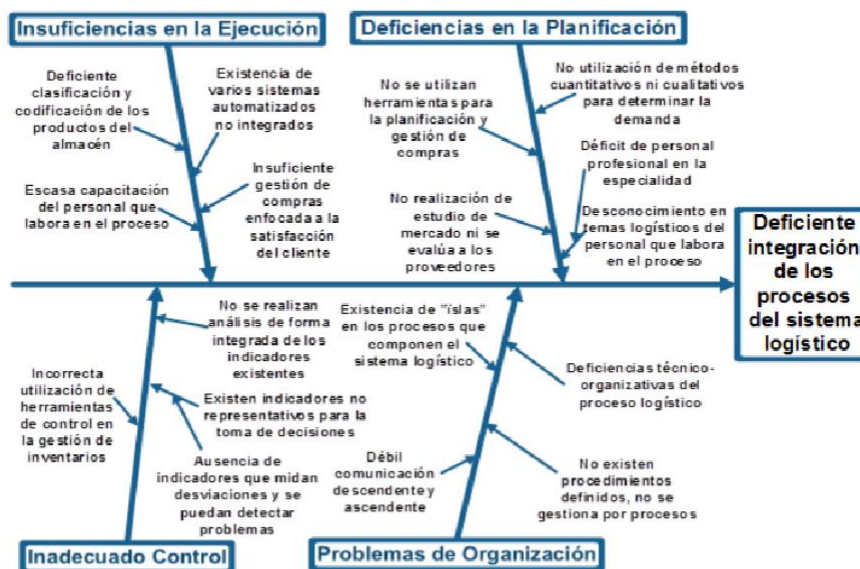 Insuficiencias en la Ejecución
Deficiencias en la Planificación
Deficiente
clasificación y
codificación de los
productos del
almacén
Existencia de
varios sistemas
automatizados
no integrados
Escasa capacitación
del personal que
labora en el proceso
Insuficiente
gestión de
compras
enfocada a la
satisfacción
del cliente
No se utilizan
herramientas para
la planificación y
gestión de
compras
No utilización de métodos
cuantitativos ni cualitativos
para determinar la
demanda
Déficit de personal
profesional en la
especialidad
No realización de
estudio de
mercado ni se
evalúa a los
proveedores
Desconocimiento en
temas logísticos del
personal que labora
en el proceso
Deficiente
integración
de los
procesos
del sistema
logístico
No se realizan
análisis de forma
integrada de los
indicadores
existentes
Incorrecta
utilización de
herramientas
de control en
la gestión de
inventarios
Existen indicadores no
representativos para la
toma de decisiones
Ausencia de
indicadores que midan
desviaciones y se
puedan detectar
problemas
Existencia de "íslas"
en los procesos que
componen el
sistema logístico
Deficiencias técnico-
organizativas del
proceso logístico
Débil
comunicación
descendente y
ascendente
No existen
procedimientos
definidos, no se
gestiona por procesos
Inadecuado Control
Problemas de Organización